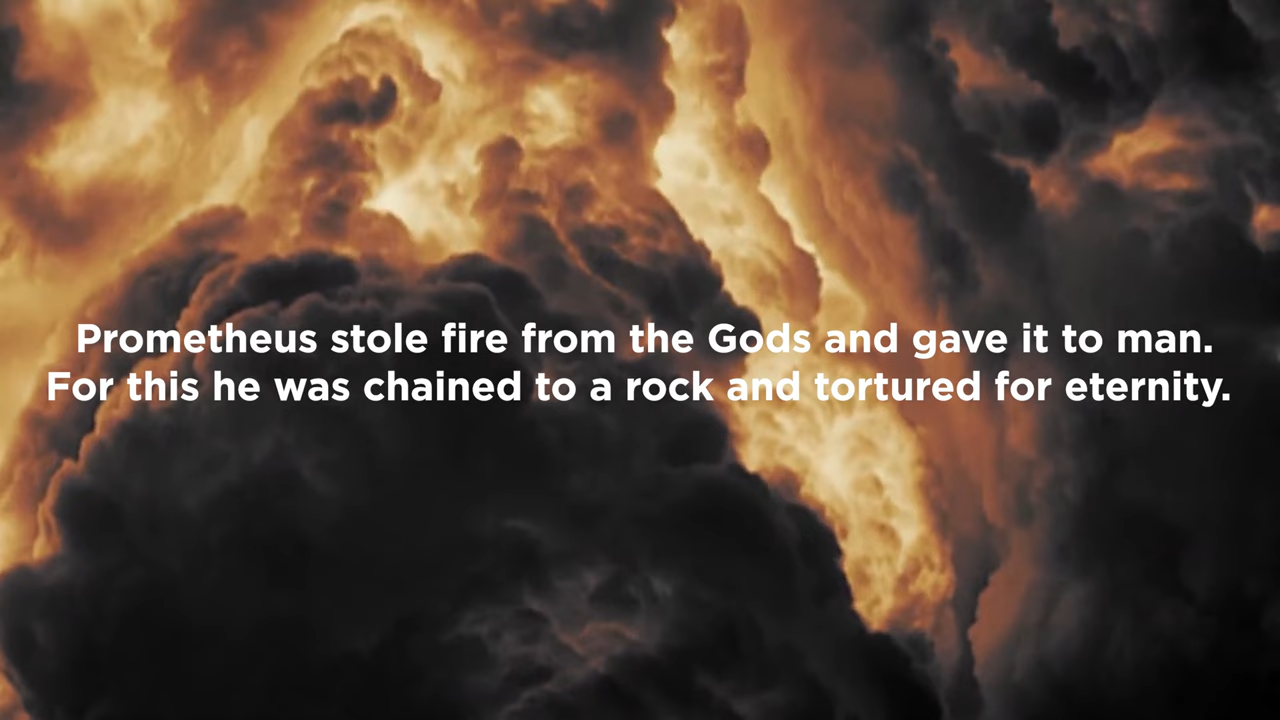 Prometheus stole fire from the Gods and gave it to man.
For this he was chained to a rock and tortured for eternity.